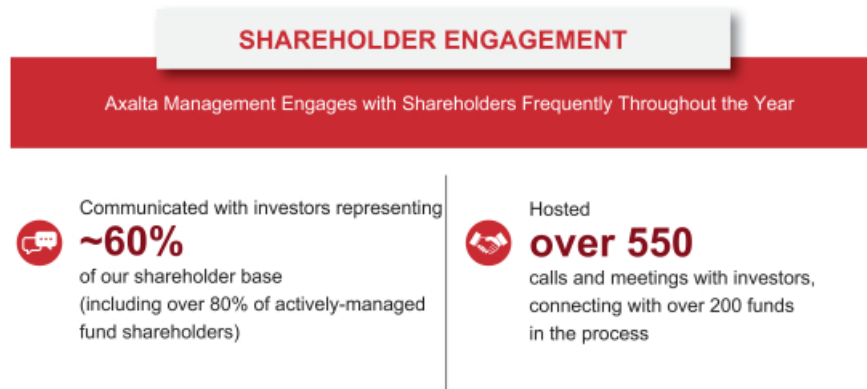 SHAREHOLDER ENGAGEMENT
Axalta Management Engages with Shareholders Frequently Throughout the Year
Communicated with investors representing
~60%
of our shareholder base
(including over 80% of actively-managed
fund shareholders)
Hosted
over 550
calls and meetings with investors,
connecting with over 200 funds
in the process